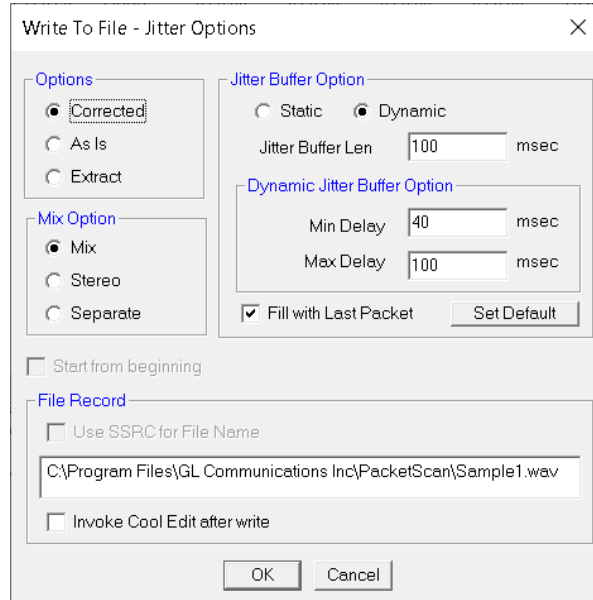 Write To File - Jitter Options
Options
Corrected
As Is
Extract
Mix Option
Mix
Stereo
Separate
Jitter Buffer Option
Static Dynamic
Jitter Buffer Len 100 msec
Dynamic Jitter Buffer Option
Min Delay 40 msec
Max Delay 100 msec
Fill with Last Packet Set Default
Start from beginning
File Record
Use SSRC for File Name
C:\Program Files\GL Communications Inc\PacketScan\Sample1.wav
Invoke Cool Edit after write
OK Cancel